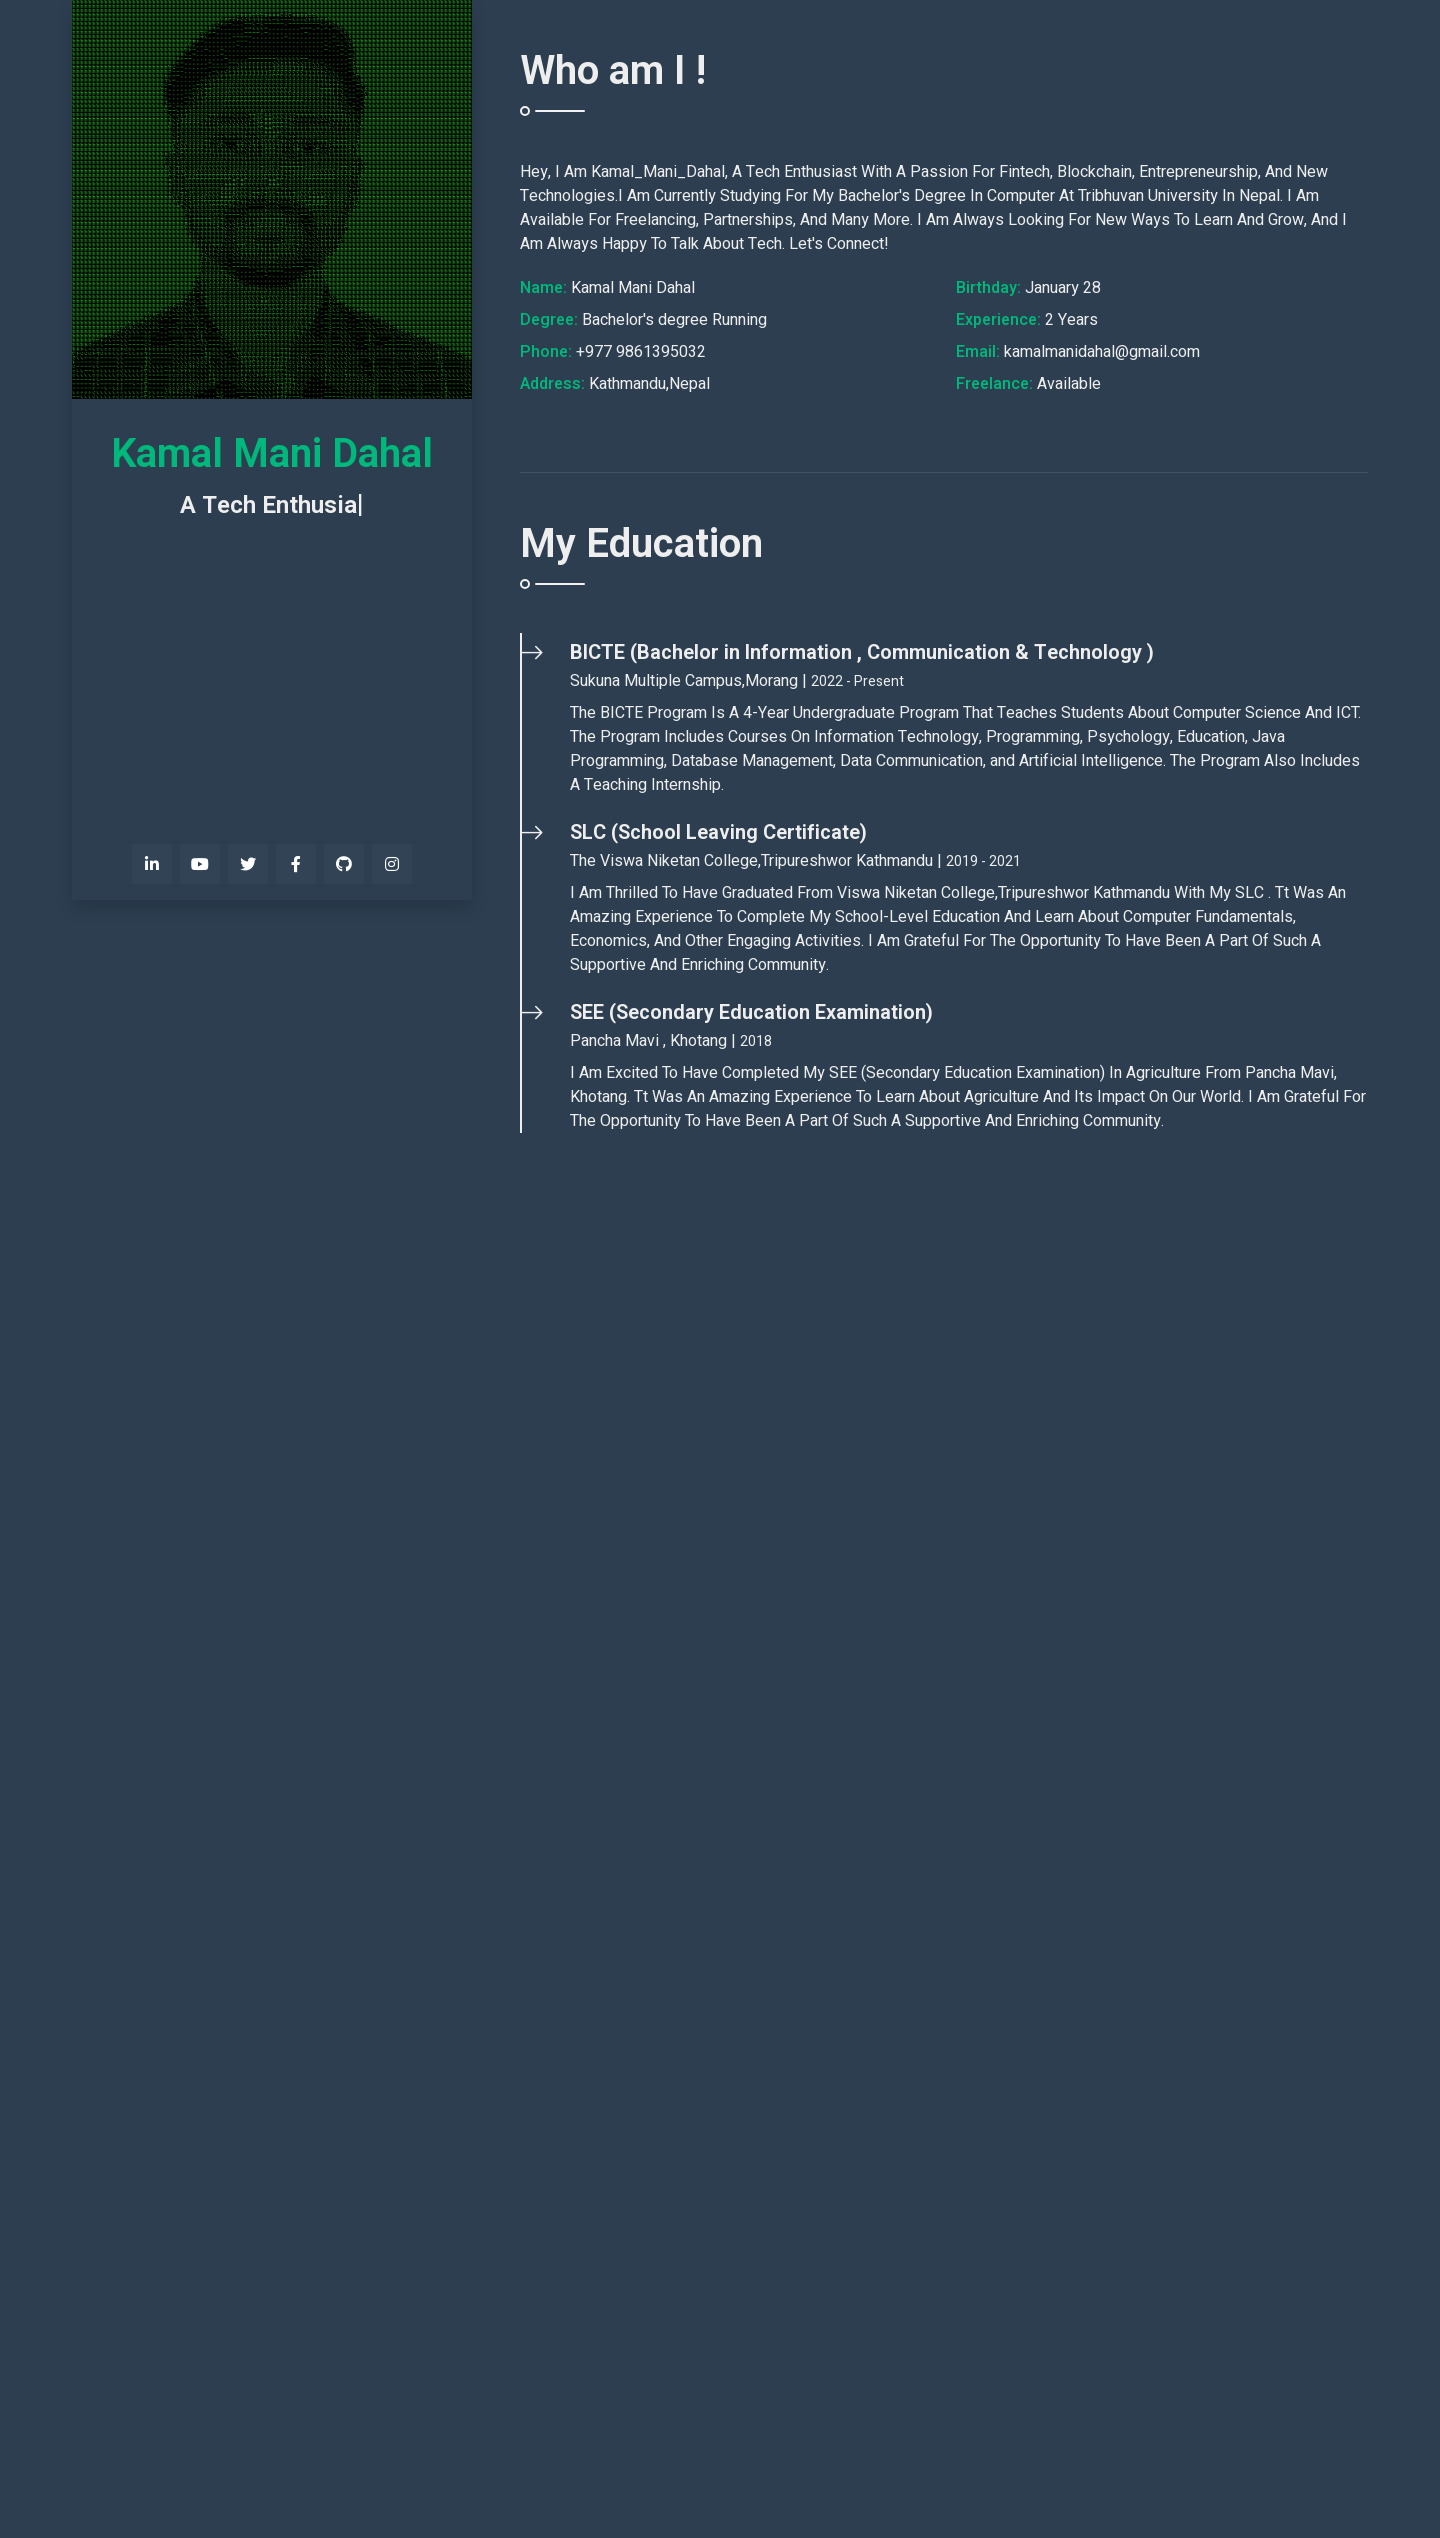 Kamal Mani Dahal
A Tech Enthusia|
Who am I !
Hey, I Am Kamal_Mani_Dahal, A Tech Enthusiast With A Passion For Fintech, Blockchain, Entrepreneurship, And New
Technologies.I Am Currently Studying For My Bachelor's Degree In Computer At Tribhuvan University In Nepal. I Am
Available For Freelancing, Partnerships, And Many More. I Am Always Looking For New Ways To Learn And Grow, And I
Am Always Happy To Talk About Tech. Let's Connect!
Name: Kamal Mani Dahal
Birthday: January 28
Degree: Bachelor's degree Running
Experience: 2 Years
Phone: +977 9861395032
Email: kamalmanidahal@gmail.com
Address: Kathmandu,Nepal
Freelance: Available
My Education
BICTE (Bachelor in Information , Communication & Technology )
Sukuna Multiple Campus,Morang | 2022 - Present
The BICTE Program Is A 4-Year Undergraduate Program That Teaches Students About Computer Science And ICT.
The Program Includes Courses On Information Technology, Programming, Psychology, Education, Java
Programming, Database Management, Data Communication, and Artificial Intelligence. The Program Also Includes
A Teaching Internship.
SLC (School Leaving Certificate)
The Viswa Niketan College,Tripureshwor Kathmandu | 2019 - 2021
I Am Thrilled To Have Graduated From Viswa Niketan College,Tripureshwor Kathmandu With My SLC . Tt Was An
Amazing Experience To Complete My School-Level Education And Learn About Computer Fundamentals,
Economics, And Other Engaging Activities. I Am Grateful For The Opportunity To Have Been A Part Of Such A
Supportive And Enriching Community.
SEE (Secondary Education Examination)
Pancha Mavi , Khotang | 2018
I Am Excited To Have Completed My SEE (Secondary Education Examination) In Agriculture From Pancha Mavi,
Khotang. Tt Was An Amazing Experience To Learn About Agriculture And Its Impact On Our World. I Am Grateful For
The Opportunity To Have Been A Part Of Such A Supportive And Enriching Community.